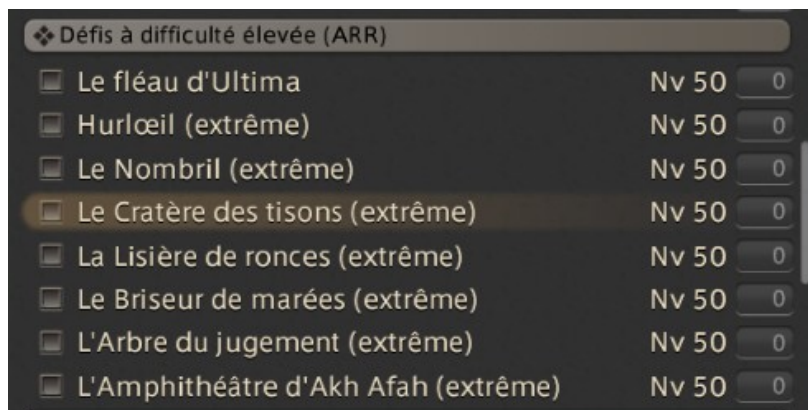 Défis à difficulté élevée (ARR)
Le fléau d'Ultima Nv 50 0
Hurlœil (extrême) Nv 50 0
Le Nombril (extrême) Nv 50 0
Le Cratère des tisons (extrême) Nv 50 0
La Lisière de ronces (extrême) Nv 50 0
Le Briseur de marées (extrême) Nv 50 0
L'Arbre du jugement (extrême) Nv 50 0
L'Amphithéâtre d'Akh Afah (extrême) Nv 50 0